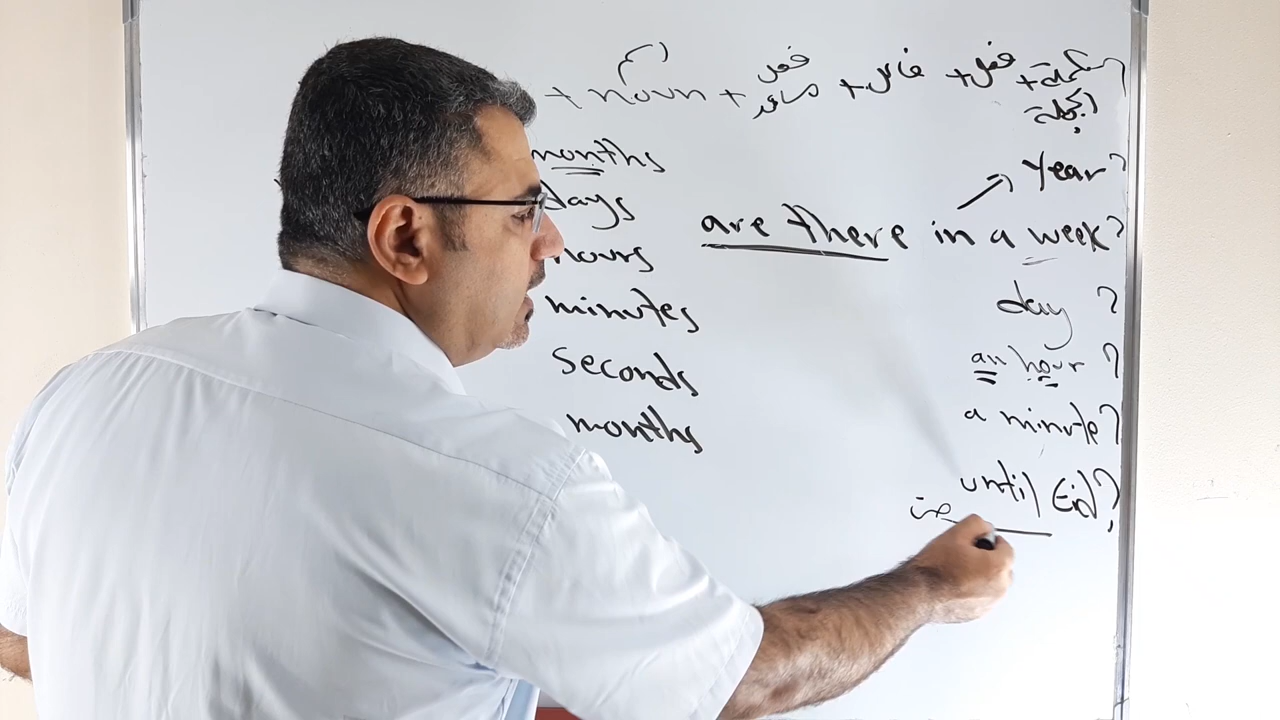 + noun (ج) + فعل مساعد + فاعل + فعل + تكملة الجملة ?
months
Year?
days
are there in a week?
hours
day ?
minutes
an hour ?
seconds
a minute?
months
until Eid?
حتى